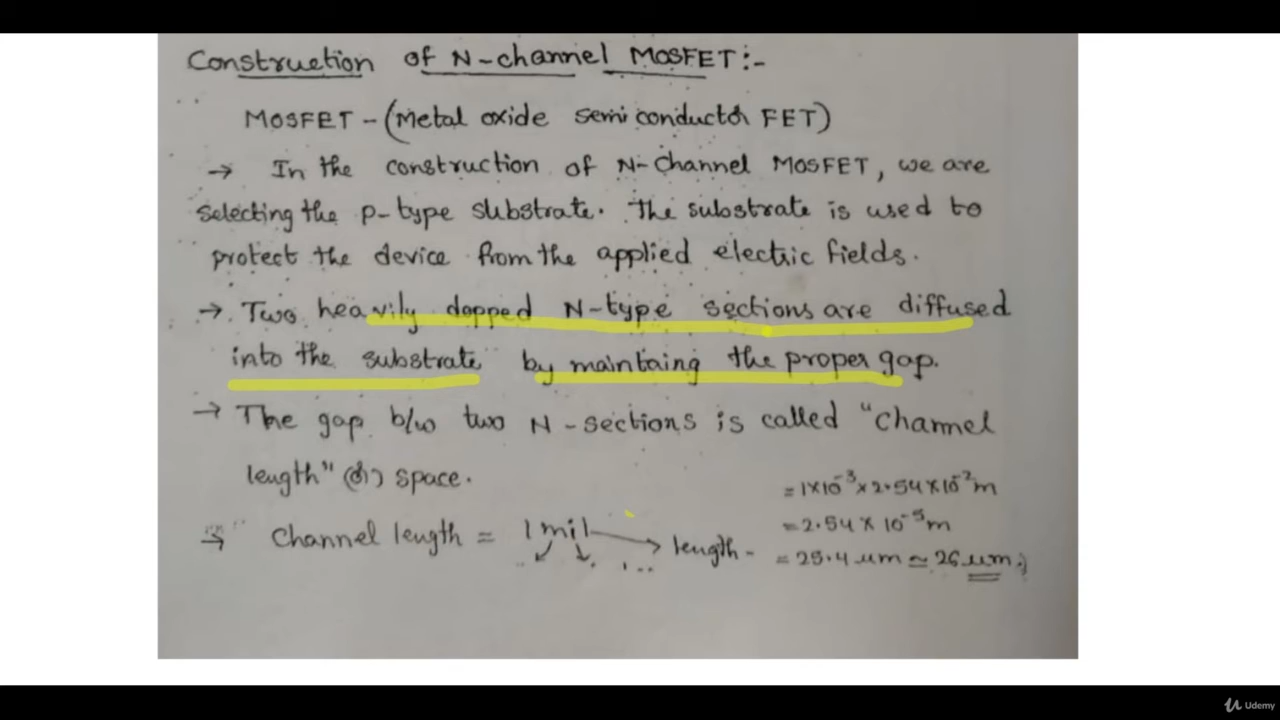 Construction of N-channel MOSFET:-
MOSFET - (Metal oxide semi conductor FET)
→ In the construction of N-channel MOSFET, we are
selecting the p-type substrate. The substrate is used to
protect the device from the applied electric fields.
→ Two heavily dopped N-type sections are diffused
into the substrate by maintaing the proper gap.
→ The gap b/w two N-sections is called "channel
length" (or) space.
→ Channel length = 1 mil → length -
= 1×10⁻³×2.54×10⁻²m
= 2.54×10⁻⁵m
= 25.4 μm ≃ 26 μm
Udemy